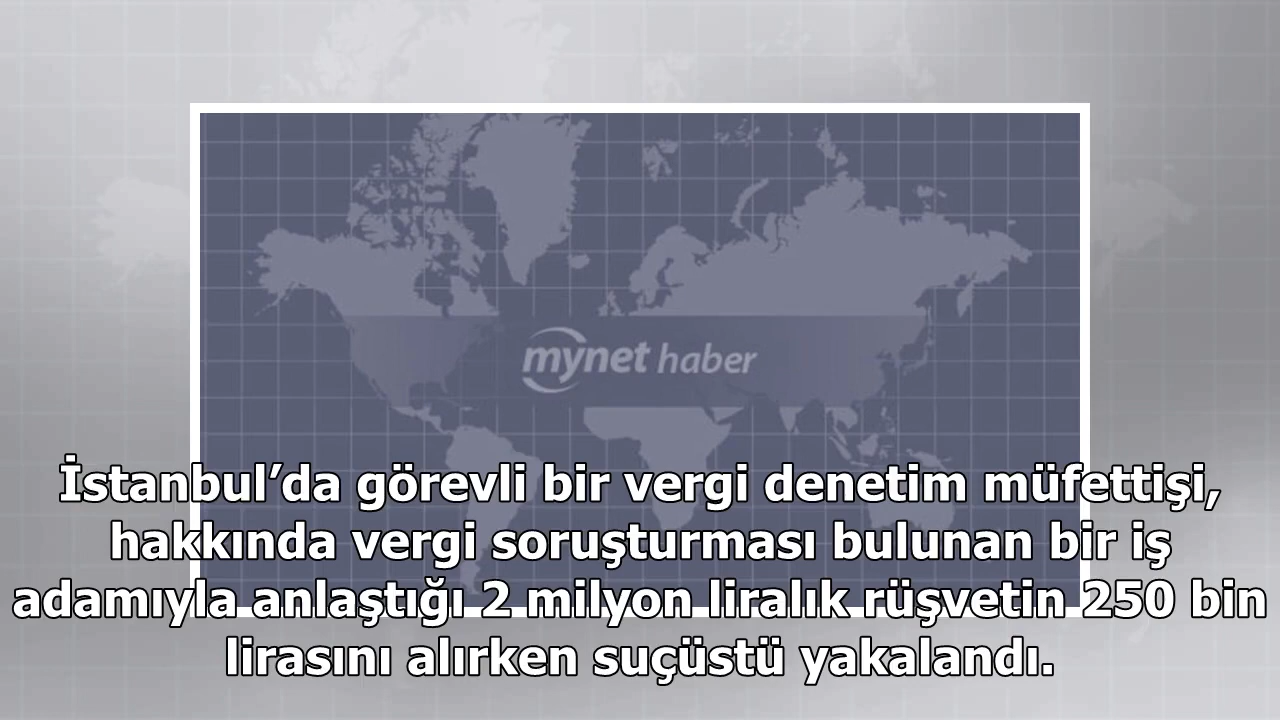 mynet haber
İstanbul’da görevli bir vergi denetim müfettişi,
hakkında vergi soruşturması bulunan bir iş
adamıyla anlaştığı 2 milyon liralık rüşvetin 250 bin
lirasını alırken suçüstü yakalandı.